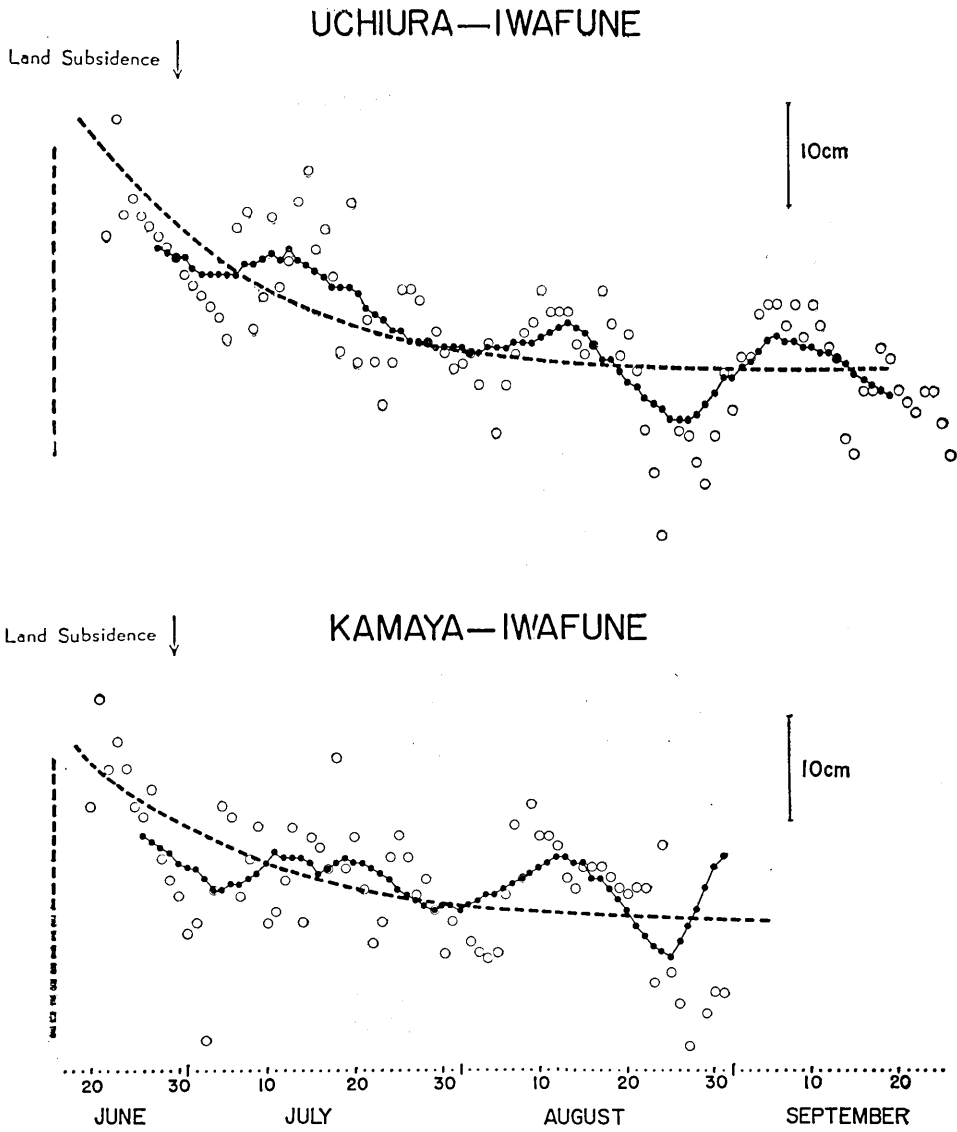 UCHIURA—IWAFUNE
Land Subsidence
10cm
KAMAYA—IWAFUNE
Land Subsidence
10cm
20 30 10 20 30 10 20 30 10 20
JUNE JULY AUGUST SEPTEMBER